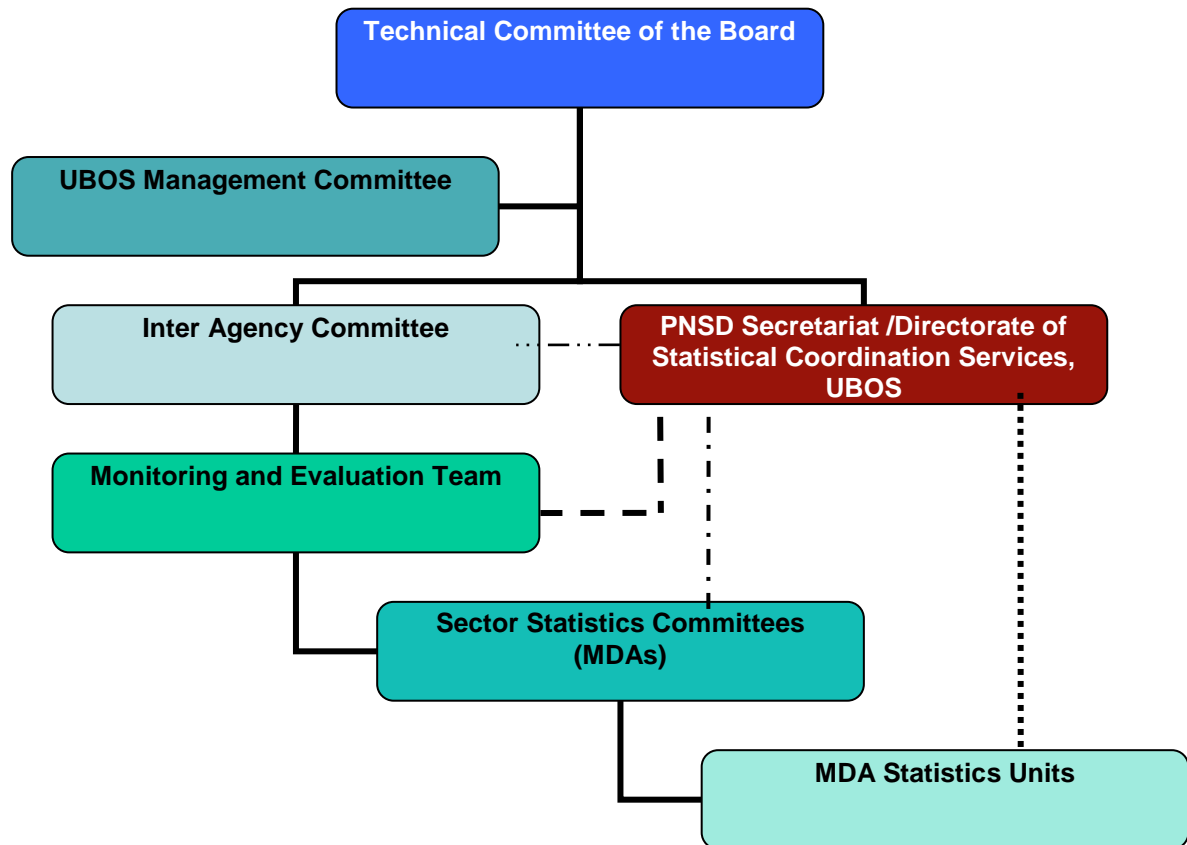 Technical Committee of the Board
UBOS Management Committee
Inter Agency Committee
PNSD Secretariat /Directorate of
Statistical Coordination Services,
UBOS
Monitoring and Evaluation Team
Sector Statistics Committees
(MDAs)
MDA Statistics Units